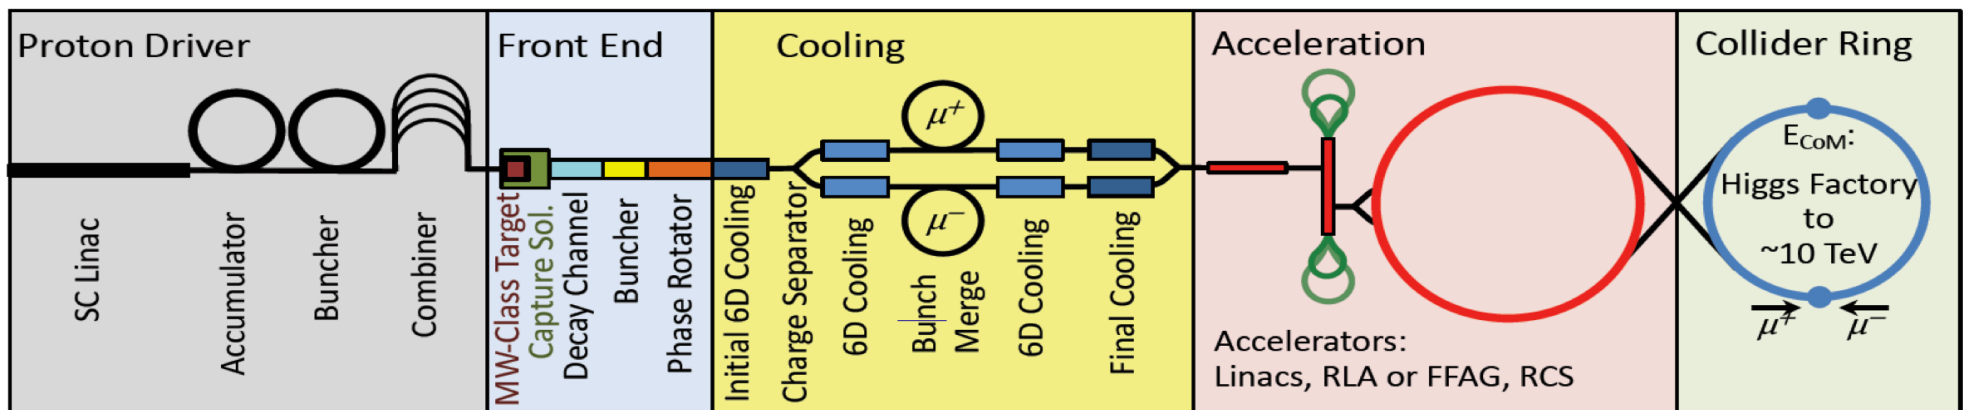 Proton Driver
Front End
Cooling
Acceleration
Collider Ring
SC Linac
Accumulator
Buncher
Combiner
MW-Class Target
Capture Sol.
Decay Channel
Buncher
Phase Rotator
Initial 6D Cooling
Charge Separator
6D Cooling
μ+
μ−
Bunch
Merge
6D Cooling
Final Cooling
Accelerators:
Linacs, RLA or FFAG, RCS
ECoM:
Higgs Factory
to
~10 TeV
μ+ μ−